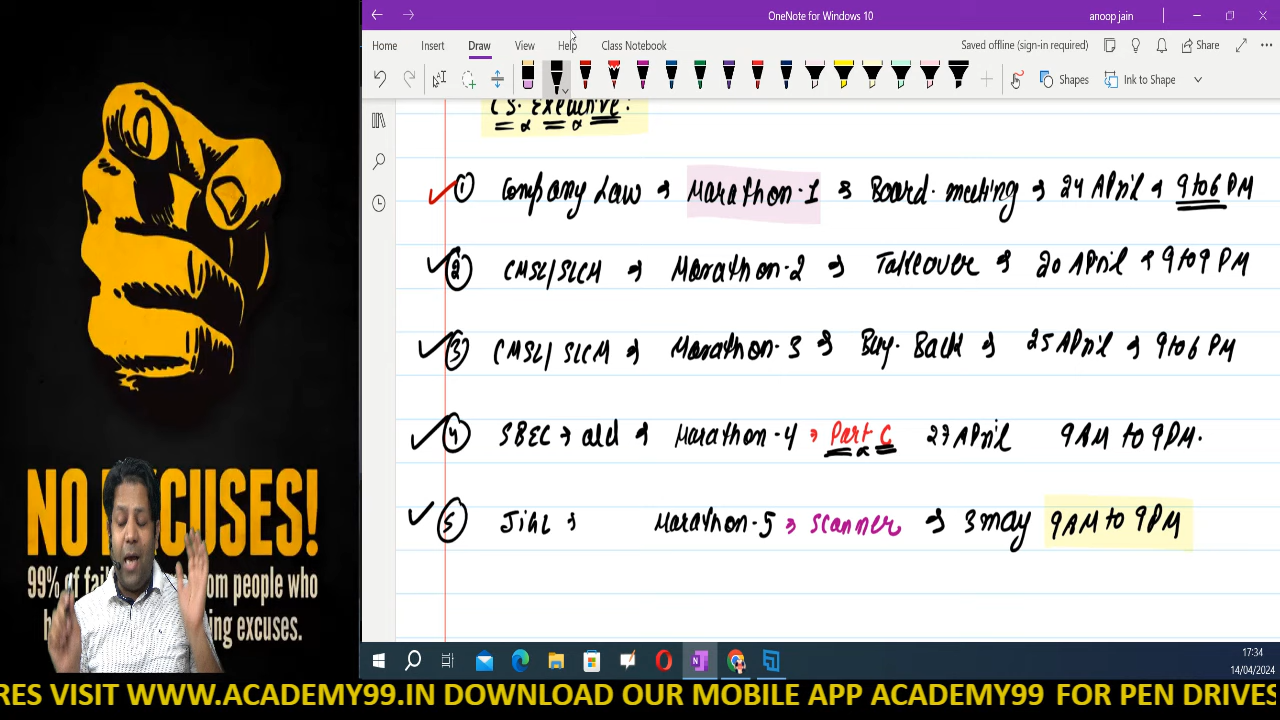 OneNote for Windows 10
anoop jain
Home Insert Draw View Help Class Notebook
Saved offline (sign-in required)
Share
Shapes
Ink to Shape
CS. Executive:
① Company Law → Marathon-1 → Board meeting → 24 April → 9 to 6 PM
② CMSL/SLCM → Marathon-2 → Takeover → 20 April → 9 to 9 PM
③ CMSL/SLCM → Marathon-3 → Buy-Back → 25 April → 9 to 6 PM
④ SBEC → old → Marathon-4 → Part C 27 April 9AM to 9PM.
⑤ JIGL → Marathon-5 → Scanner → 3 may 9AM to 9PM
NO EXCUSES!
99% of om people who
ing excuses.
17:34
14/04/2024
RES VISIT WWW.ACADEMY99.IN DOWNLOAD OUR MOBILE APP ACADEMY99 FOR PEN DRIVES